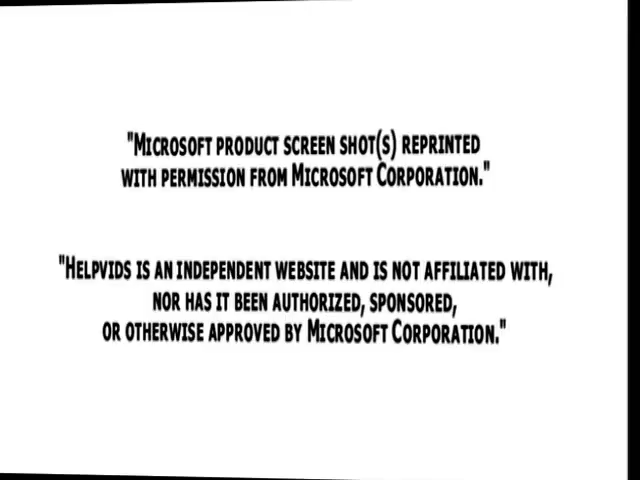 "Microsoft product screen shot(s) reprinted
with permission from Microsoft Corporation."
"Helpvids is an independent website and is not affiliated with,
nor has it been authorized, sponsored,
or otherwise approved by Microsoft Corporation."